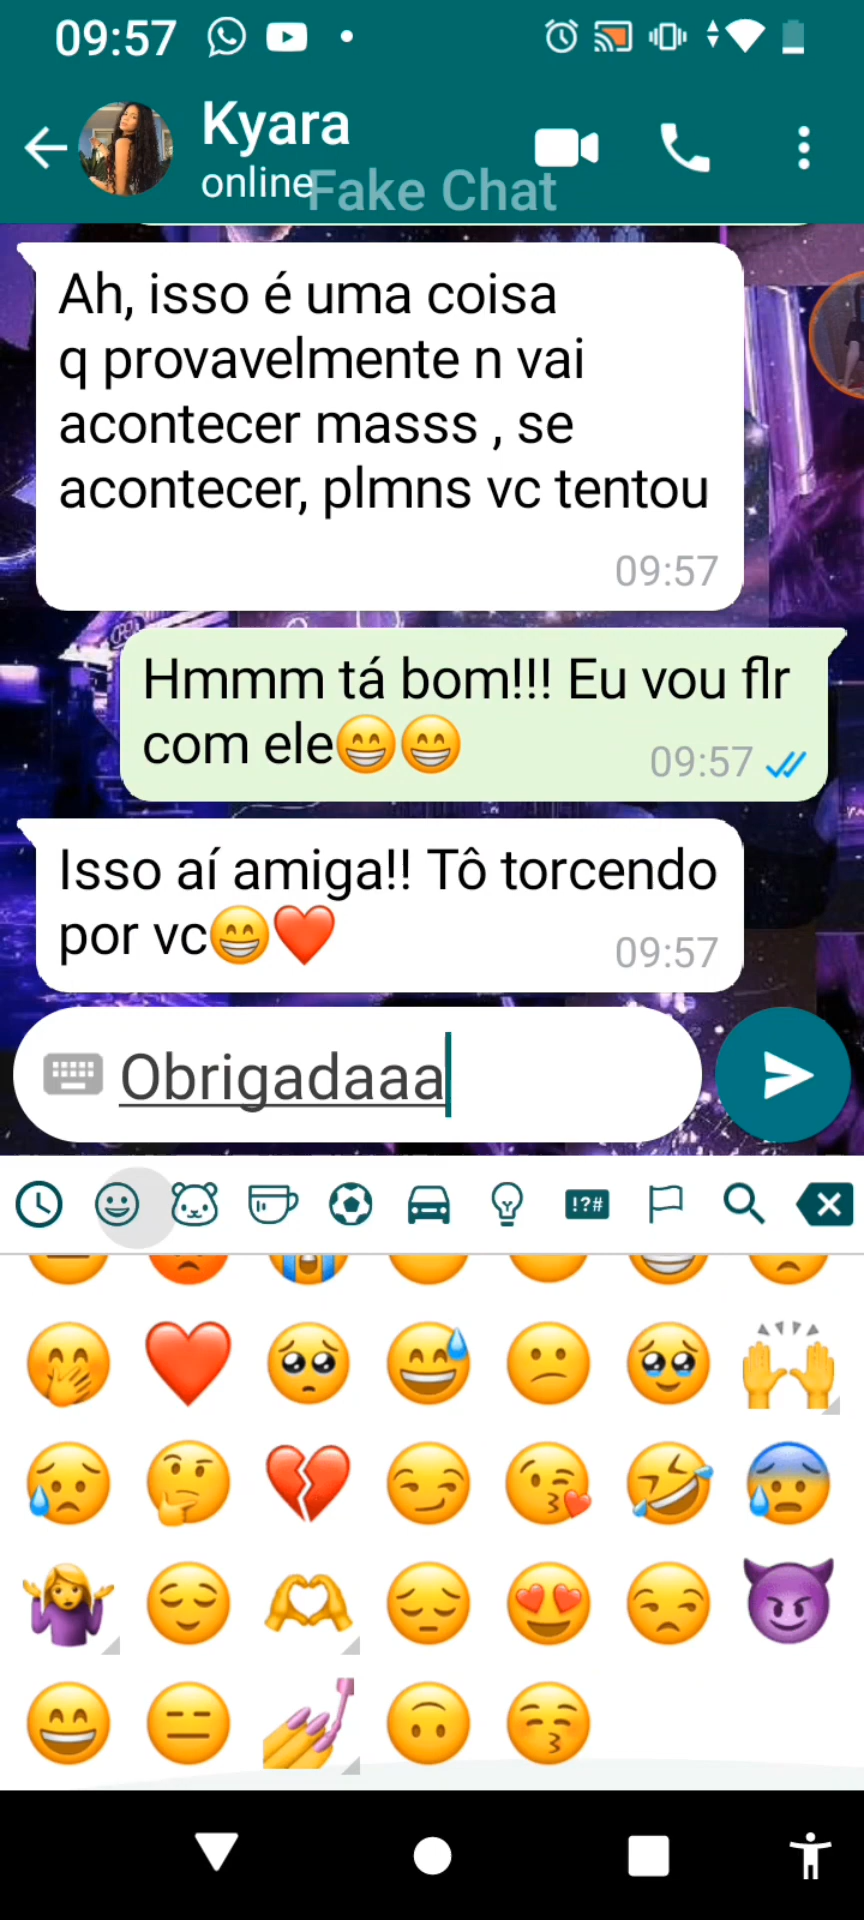 09:57
Kyara
online
Fake Chat
Ah, isso é uma coisa
q provavelmente n vai
acontecer masss , se
acontecer, plmns vc tentou
09:57
Hmmm tá bom!!! Eu vou flr
com ele😁😁
09:57
Isso aí amiga!! Tô torcendo
por vc😁❤️
09:57
Obrigadaaa
!?#